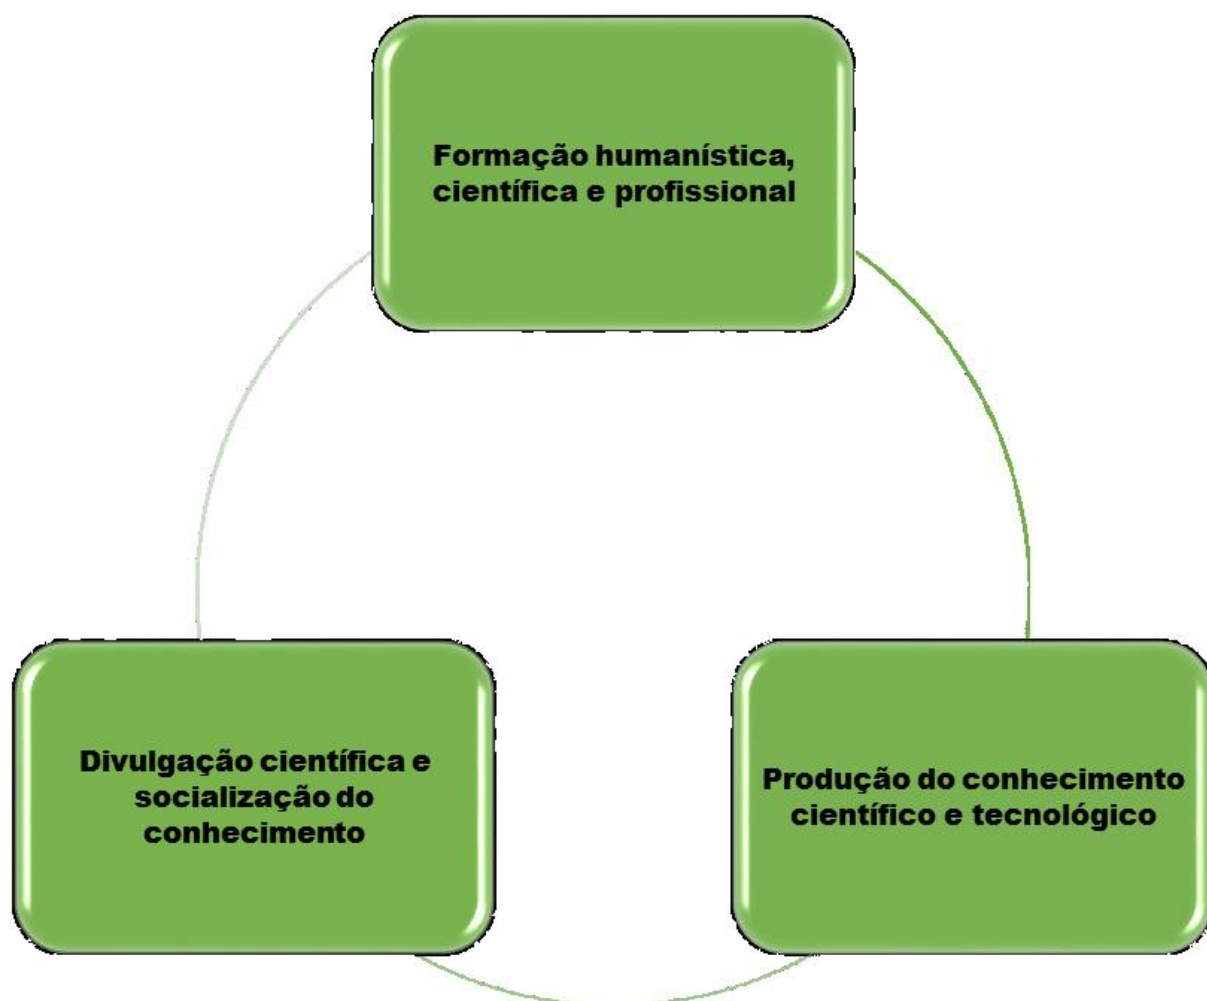 Formação humanística,
científica e profissional
Divulgação científica e
socialização do
conhecimento
Produção do conhecimento
científico e tecnológico